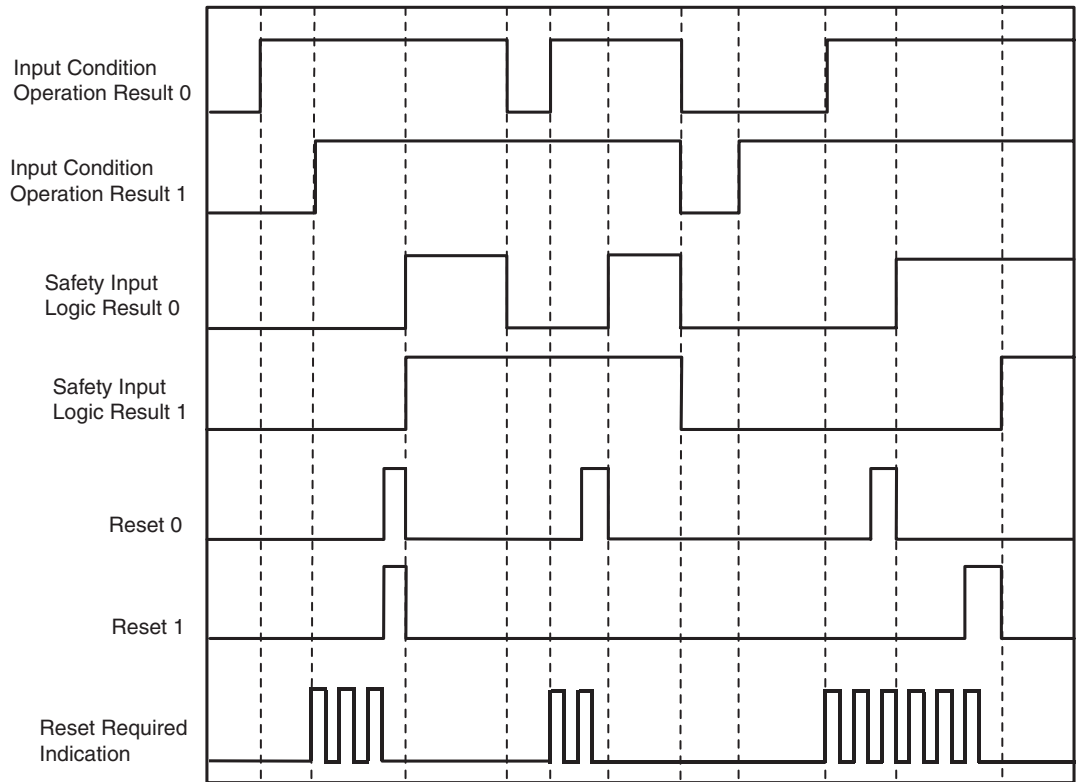 Input Condition
Operation Result 0
Input Condition
Operation Result 1
Safety Input
Logic Result 0
Safety Input
Logic Result 1
Reset 0
Reset 1
Reset Required
Indication